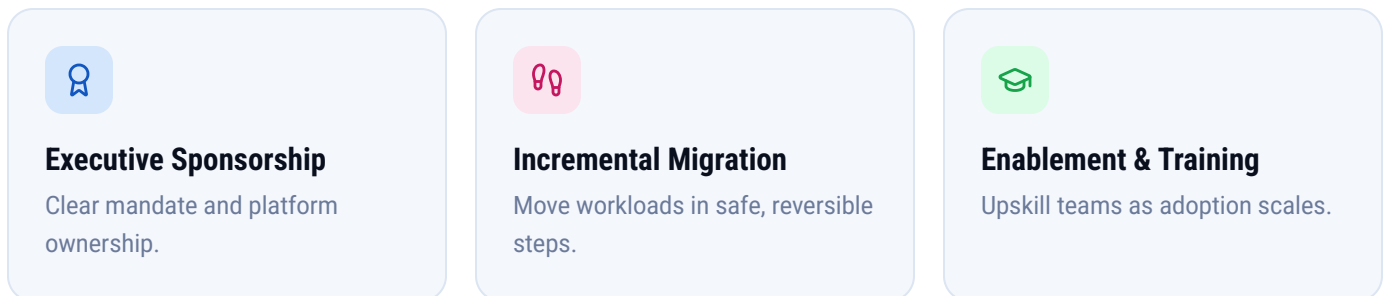 Executive Sponsorship
Clear mandate and platform
ownership.
Incremental Migration
Move workloads in safe, reversible
steps.
Enablement & Training
Upskill teams as adoption scales.